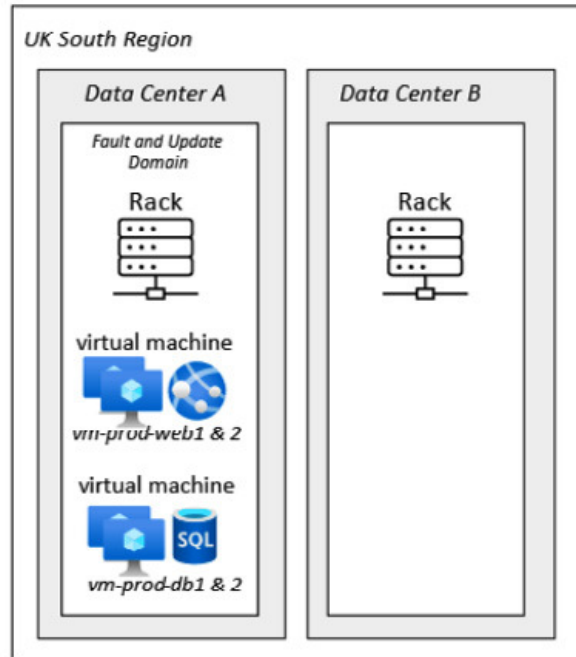 UK South Region
Data Center A
Fault and Update
Domain
Rack
virtual machine
vm-prod-web1 & 2
virtual machine
SQL
vm-prod-db1 & 2
Data Center B
Rack